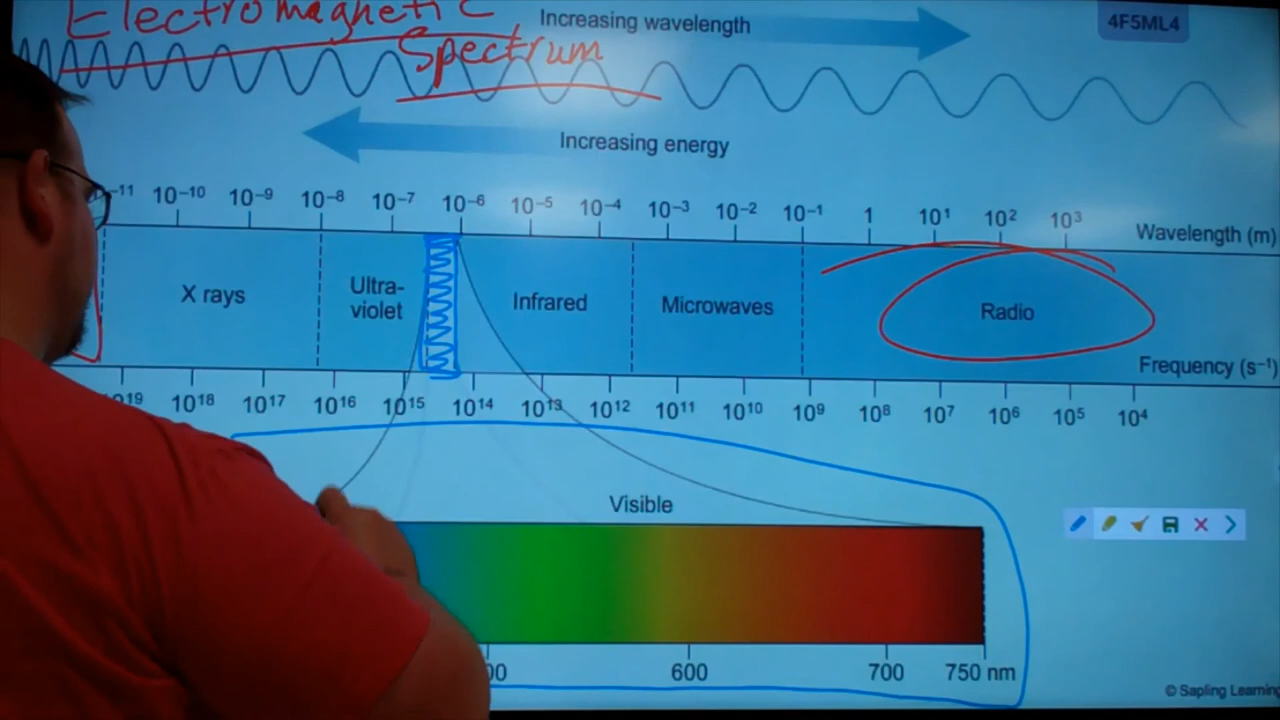 Electromagnetic
Increasing wavelength
4F5ML4
Spectrum
Increasing energy
10⁻¹⁰ 10⁻⁹ 10⁻⁸ 10⁻⁷ 10⁻⁶ 10⁻⁵ 10⁻⁴ 10⁻³ 10⁻² 10⁻¹ 1 10¹ 10² 10³
Wavelength (m)
X rays
Ultra-
violet
Infrared
Microwaves
Radio
Frequency (s⁻¹)
10¹⁸ 10¹⁷ 10¹⁶ 10¹⁵ 10¹⁴ 10¹³ 10¹² 10¹¹ 10¹⁰ 10⁹ 10⁸ 10⁷ 10⁶ 10⁵ 10⁴
Visible
600 700 750 nm
© Sapling Learning